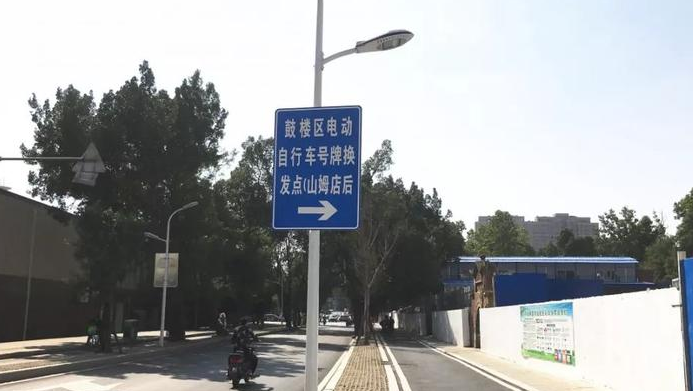 鼓楼区电动
自行车号牌换
发点(山姆店后